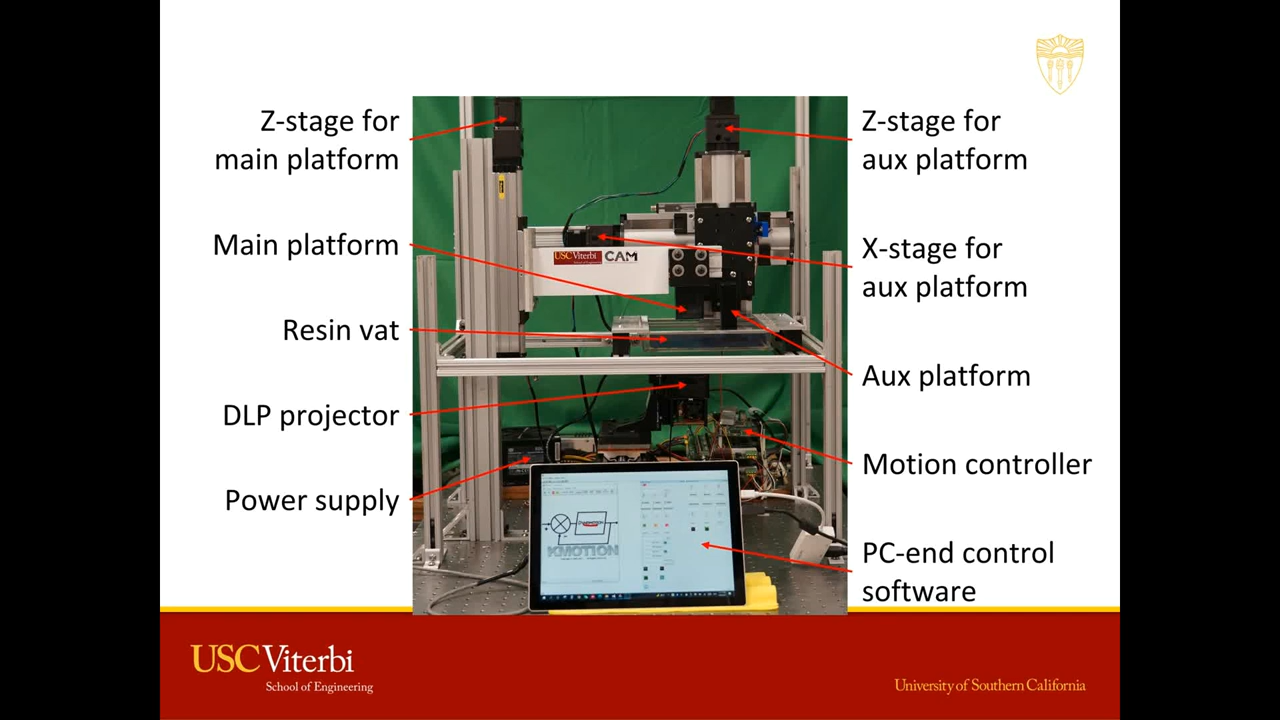 Z-stage for
main platform
Main platform
Resin vat
DLP projector
Power supply
Z-stage for
aux platform
X-stage for
aux platform
Aux platform
Motion controller
PC-end control
software
USC Viterbi
CAM
KMOTION
USC Viterbi
School of Engineering
University of Southern California